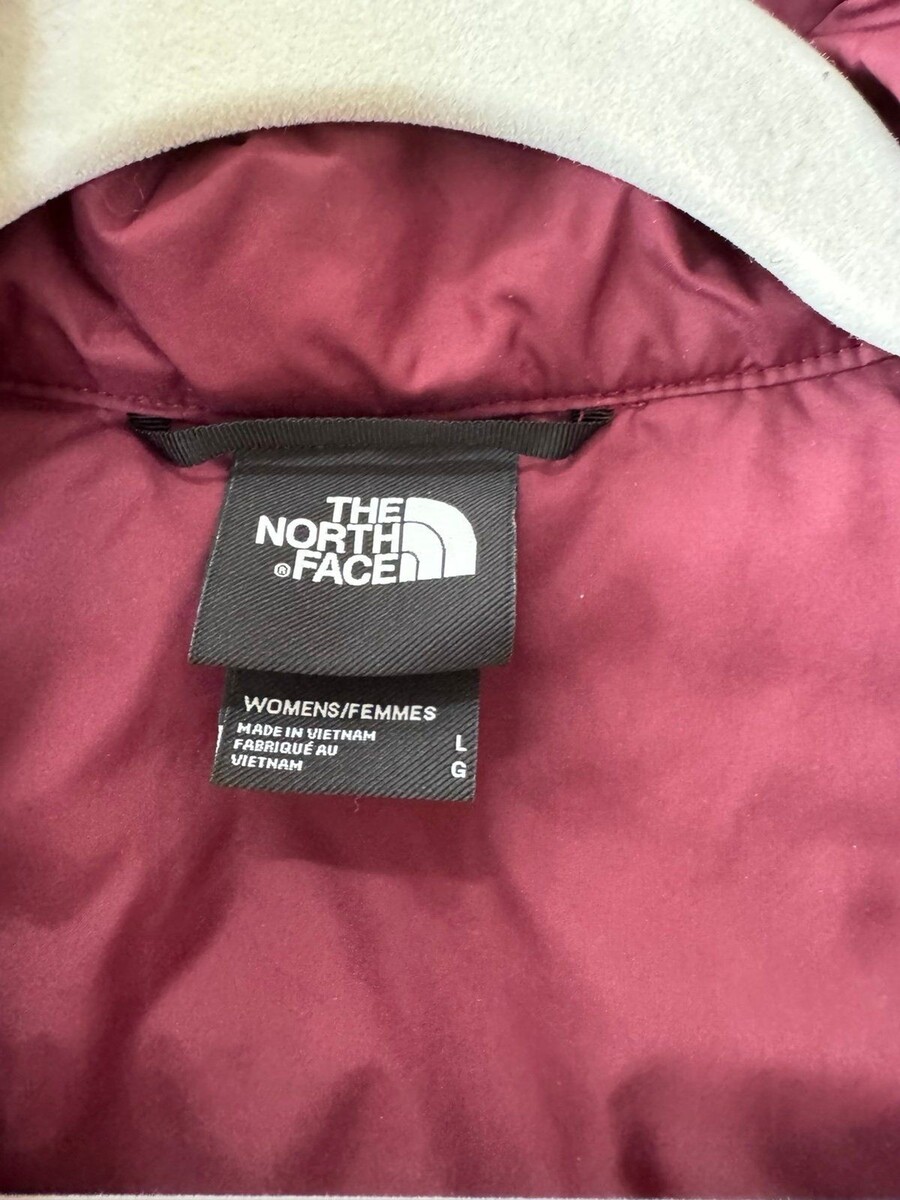 THE
NORTH
®FACE
WOMENS/FEMMES
MADE IN VIETNAM
FABRIQUÉ AU
VIETNAM
L
G